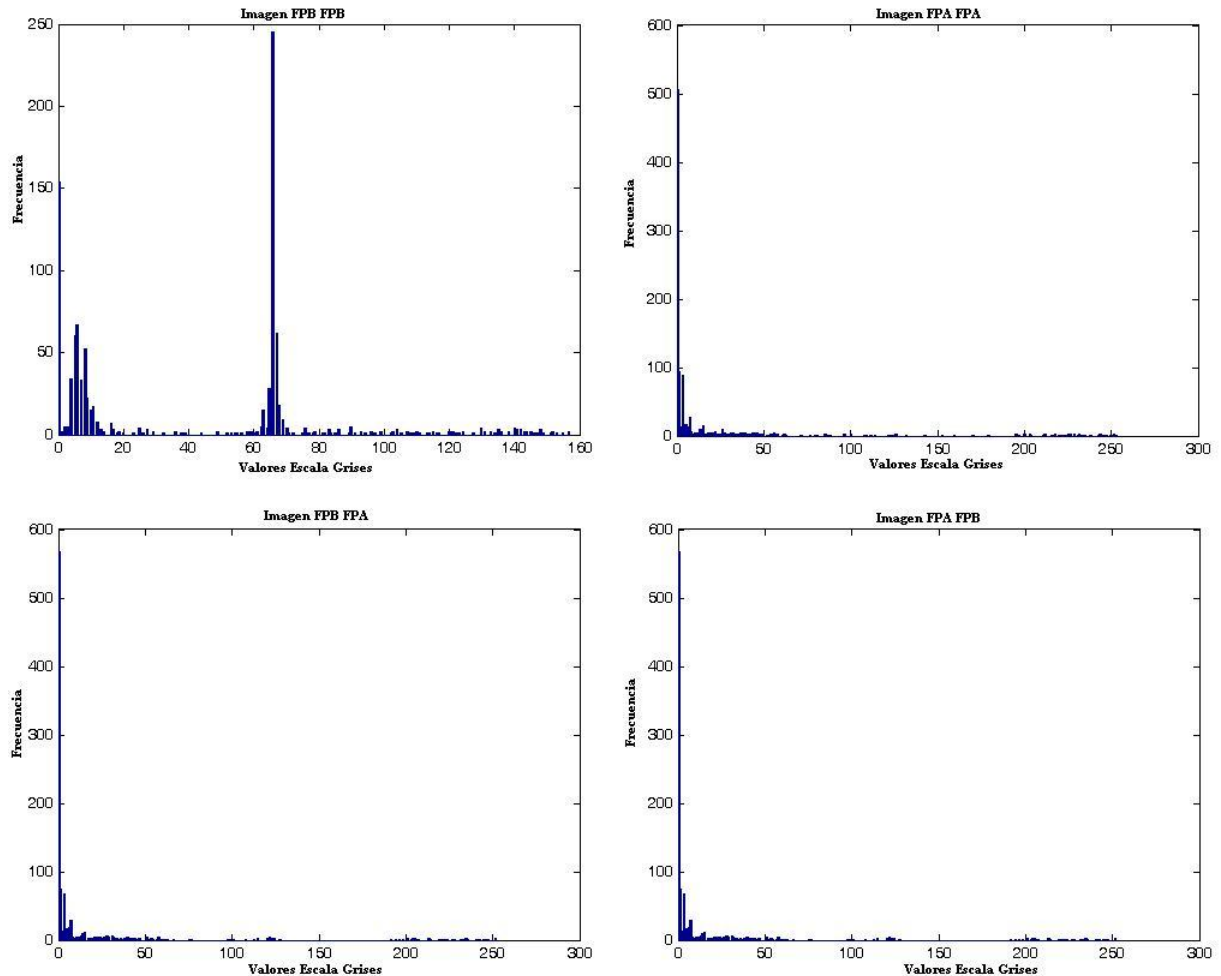 Imagen FPB FPB
250
200
150
100
50
0
Frecuencia
0 20 40 60 80 100 120 140 160
Valores Escala Grises
Imagen FPA FPA
600
500
400
300
200
100
0
Frecuencia
0 50 100 150 200 250 300
Valores Escala Grises
Imagen FPB FPA
600
500
400
300
200
100
0
Frecuencia
0 50 100 150 200 250 300
Valores Escala Grises
Imagen FPA FPB
600
500
400
300
200
100
0
Frecuencia
0 50 100 150 200 250 300
Valores Escala Grises